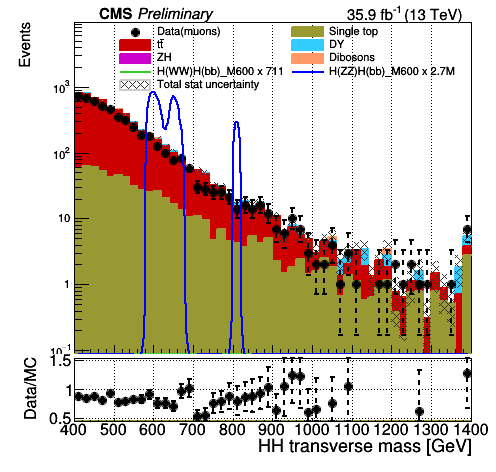 CMS Preliminary 35.9 fb⁻¹ (13 TeV)
Events
Data(muons) Single top
tt̄ DY
ZH Dibosons
H(WW)H(bb)_M600 x 711 H(ZZ)H(bb)_M600 x 2.7M
Total stat uncertainty
10³
10²
10
1
10⁻¹
Data/MC
1.5
1
0.5
400 500 600 700 800 900 1000 1100 1200 1300 1400
HH transverse mass [GeV]